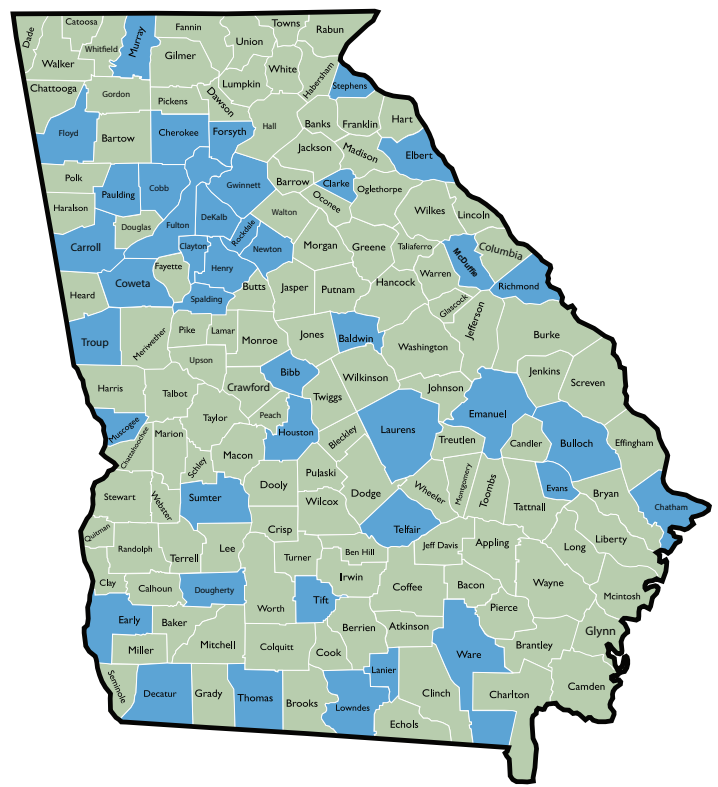 Dade
Catoosa
Whitfield
Murray
Fannin
Towns
Union
Rabun
Walker
Gilmer
White
Habersham
Stephens
Lumpkin
Chattooga
Gordon
Pickens
Dawson
Hall
Banks
Franklin
Hart
Floyd
Bartow
Cherokee
Forsyth
Jackson
Madison
Elbert
Polk
Paulding
Cobb
Gwinnett
Barrow
Clarke
Oconee
Oglethorpe
Haralson
Douglas
Fulton
DeKalb
Rockdale
Walton
Wilkes
Lincoln
Carroll
Clayton
Henry
Newton
Morgan
Greene
Taliaferro
McDuffie
Columbia
Fayette
Coweta
Spalding
Butts
Jasper
Putnam
Hancock
Warren
Richmond
Heard
Glascock
Jefferson
Troup
Meriwether
Pike
Lamar
Monroe
Jones
Baldwin
Washington
Burke
Upson
Bibb
Wilkinson
Jenkins
Screven
Harris
Talbot
Crawford
Twiggs
Johnson
Emanuel
Peach
Taylor
Muscogee
Chattahoochee
Marion
Houston
Bleckley
Laurens
Treutlen
Candler
Bulloch
Effingham
Macon
Schley
Pulaski
Dooly
Stewart
Webster
Sumter
Wilcox
Dodge
Wheeler
Montgomery
Toombs
Tattnall
Evans
Bryan
Chatham
Quitman
Crisp
Telfair
Randolph
Terrell
Lee
Turner
Ben Hill
Jeff Davis
Appling
Long
Liberty
Clay
Calhoun
Dougherty
Irwin
Tift
Coffee
Bacon
Wayne
Mcintosh
Early
Baker
Worth
Pierce
Miller
Mitchell
Colquitt
Berrien
Atkinson
Ware
Brantley
Glynn
Cook
Lanier
Seminole
Decatur
Grady
Thomas
Brooks
Lowndes
Clinch
Echols
Charlton
Camden